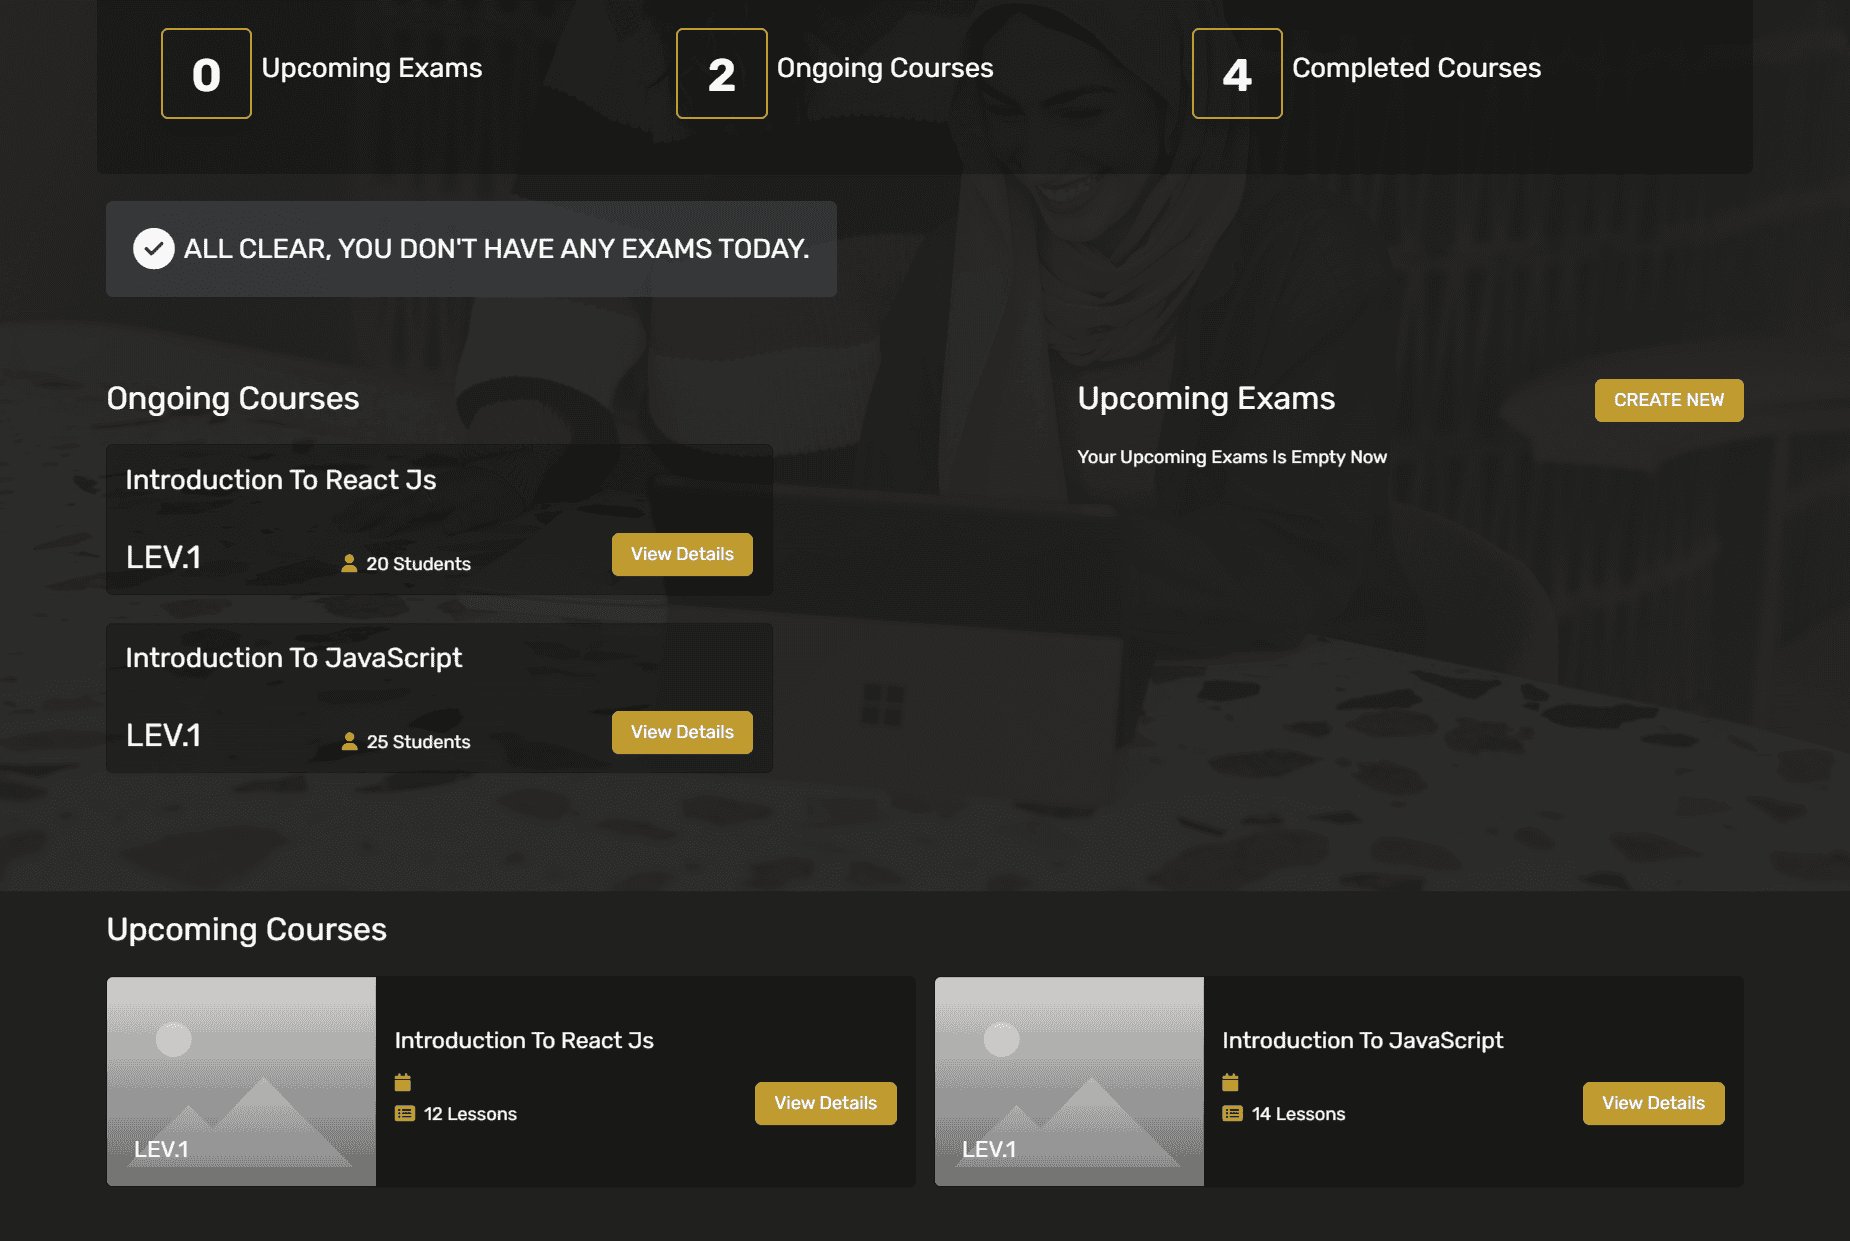 0 Upcoming Exams
2 Ongoing Courses
4 Completed Courses
ALL CLEAR, YOU DON'T HAVE ANY EXAMS TODAY.
Ongoing Courses
Introduction To React Js
LEV.1
20 Students
View Details
Introduction To JavaScript
LEV.1
25 Students
View Details
Upcoming Exams
CREATE NEW
Your Upcoming Exams Is Empty Now
Upcoming Courses
LEV.1
Introduction To React Js
12 Lessons
View Details
LEV.1
Introduction To JavaScript
14 Lessons
View Details